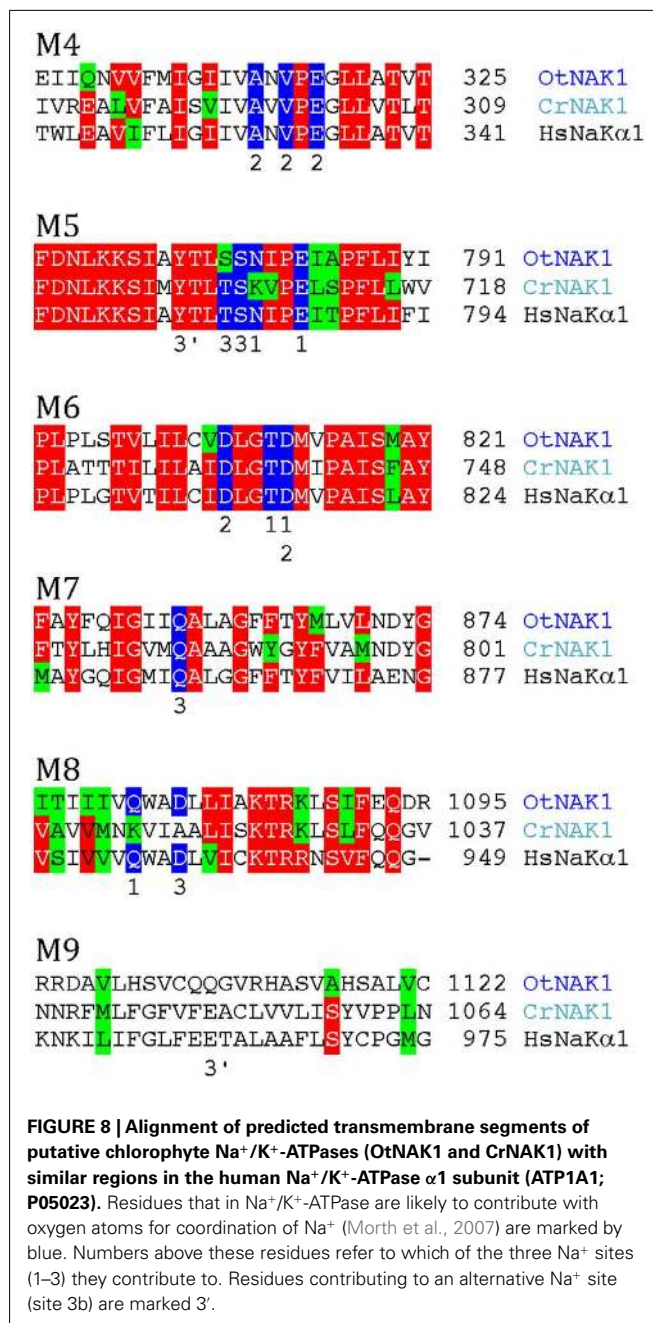 M4
EIIQNVVFMIGIIVANVPEGLLATVT 325 OtNAK1
IVREALVFAISVIVAVVPEGLLVTLT 309 CrNAK1
TWLEAVIFLIGIIVANVPEGLLATVT 341 HsNaKα1
2 2 2
M5
FDNLKKSIAYTLSSNIPEIAPFLIYI 791 OtNAK1
FDNLKKSIMYTLTSKVPELSPFLLWV 718 CrNAK1
FDNLKKSIAYTLTSNIPEITPFLIFI 794 HsNaKα1
3' 331 1
M6
PLPLSTVLILCVDLGTDMVPAISMAY 821 OtNAK1
PLATTTILILAIDLGTDMIPAISFAY 748 CrNAK1
PLPLGTVTILCIDLGTDMVPAISLAY 824 HsNaKα1
2 11
2
M7
FAYFQIGIIQALAGFFTYMLVLNDYG 874 OtNAK1
FTYLHIGVMQAAAGWYGYFVAMNDYG 801 CrNAK1
MAYGQIGMIQALGGFFTYFVILAENG 877 HsNaKα1
3
M8
ITIIIVQWADLLIAKTRKLSIFEQDR 1095 OtNAK1
VAVVMNKVIAALISKTRKLSLFQQGV 1037 CrNAK1
VSIVVVQWADLVICKTRRNSVFQQG- 949 HsNaKα1
1 3
M9
RRDAVLHSVCQQGVRHASVAHSALVC 1122 OtNAK1
NNRFMLFGFVFEACLVVLISYVPPLN 1064 CrNAK1
KNKILIFGLFEETALAAFLSYCPGMG 975 HsNaKα1
3'
FIGURE 8 | Alignment of predicted transmembrane segments of
putative chlorophyte Na+/K+-ATPases (OtNAK1 and CrNAK1) with
similar regions in the human Na+/K+-ATPase α1 subunit (ATP1A1;
P05023). Residues that in Na+/K+-ATPase are likely to contribute with
oxygen atoms for coordination of Na+ (Morth et al., 2007) are marked by
blue. Numbers above these residues refer to which of the three Na+ sites
(1–3) they contribute to. Residues contributing to an alternative Na+ site
(site 3b) are marked 3′.